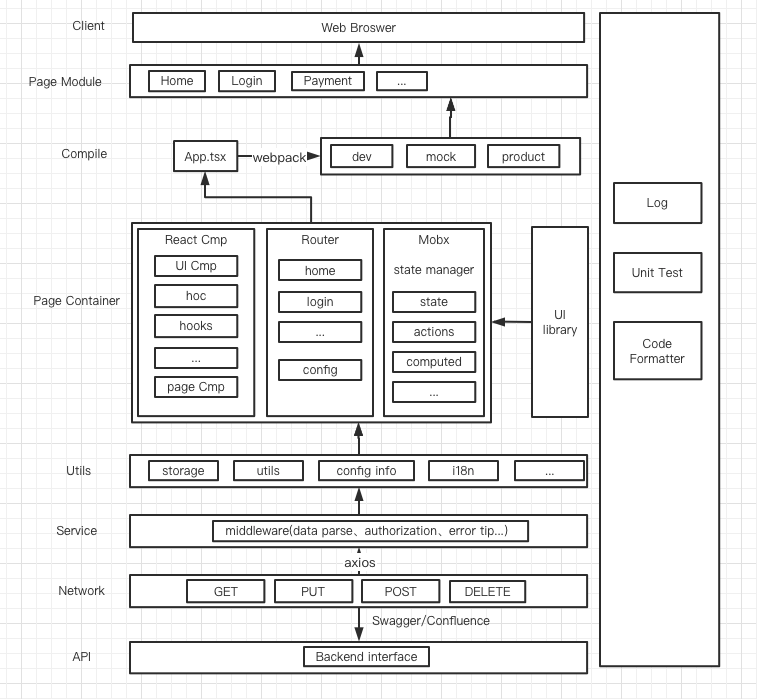 Client
Web Broswer
Page Module
Home
Login
Payment
...
Compile
App.tsx
webpack
dev
mock
product
Page Container
React Cmp
UI Cmp
hoc
hooks
...
page Cmp
Router
home
login
...
config
Mobx
state manager
state
actions
computed
...
UI
library
Utils
storage
utils
config info
i18n
...
Service
middleware(data parse、authorization、error tip...)
axios
Network
GET
PUT
POST
DELETE
Swagger/Confluence
API
Backend interface
Log
Unit Test
Code
Formatter